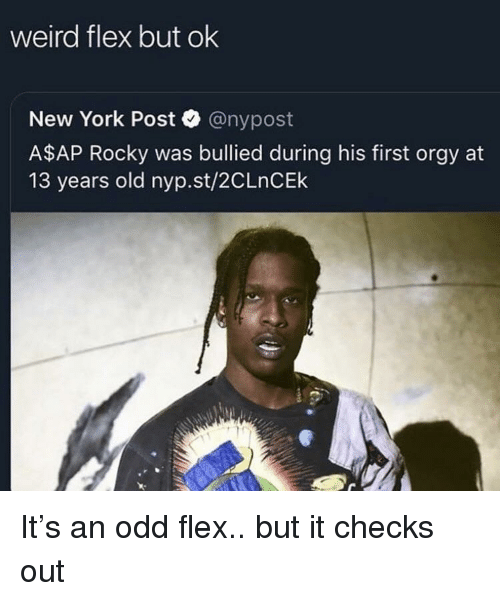 weird flex but ok
New York Post @nypost
A$AP Rocky was bullied during his first orgy at
13 years old nyp.st/2CLnCEk
It’s an odd flex.. but it checks
out